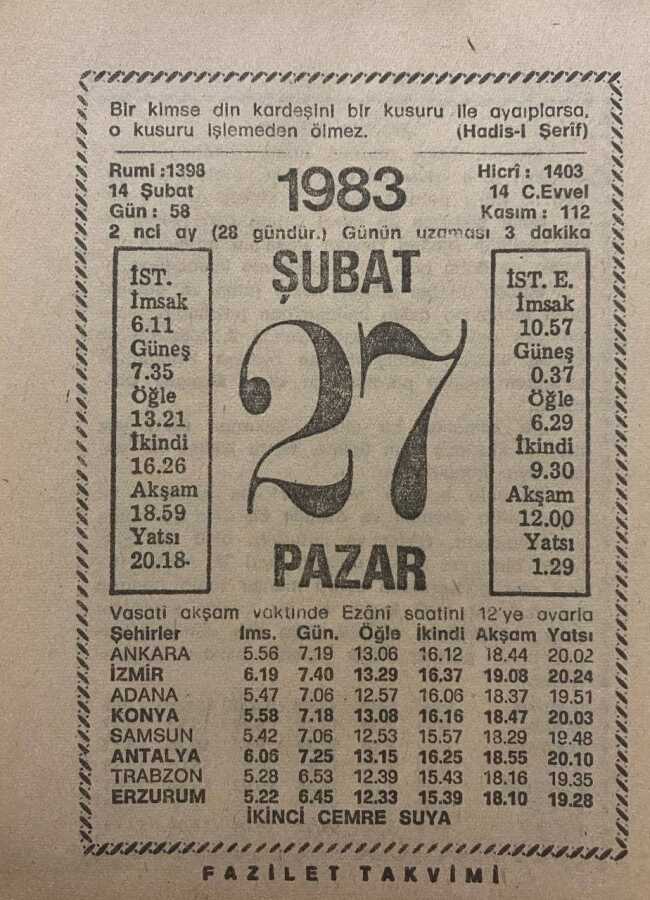 Bir kimse din kardeşini bir kusuru ile ayaıplarsa,
o kusuru işlemeden ölmez. (Hadis-i Şerîf)
Rumi :1398
14 Şubat
Gün : 58
1983
Hicrî : 1403
14 C.Evvel
Kasım : 112
2 nci ay (28 gündür.) Günün uzaması 3 dakika
İST.
İmsak
6.11
Güneş
7.35
Öğle
13.21
İkindi
16.26
Akşam
18.59
Yatsı
20.18
ŞUBAT
27
PAZAR
İST. E.
İmsak
10.57
Güneş
0.37
Öğle
6.29
İkindi
9.30
Akşam
12.00
Yatsı
1.29
Vasati akşam vaktinde Ezânî saatini 12'ye ayarla
Şehirler İms. Gün. Öğle İkindi Akşam Yatsı
ANKARA 5.56 7.19 13.06 16.12 18.44 20.02
İZMİR 6.19 7.40 13.29 16.37 19.08 20.24
ADANA 5.47 7.06 12.57 16.06 18.37 19.51
KONYA 5.58 7.18 13.08 16.16 18.47 20.03
SAMSUN 5.42 7.06 12.53 15.57 18.29 19.48
ANTALYA 6.06 7.25 13.15 16.25 18.55 20.10
TRABZON 5.28 6.53 12.39 15.43 18.16 19.35
ERZURUM 5.22 6.45 12.33 15.39 18.10 19.28
İKİNCİ CEMRE SUYA
FAZİLET TAKVİMİ